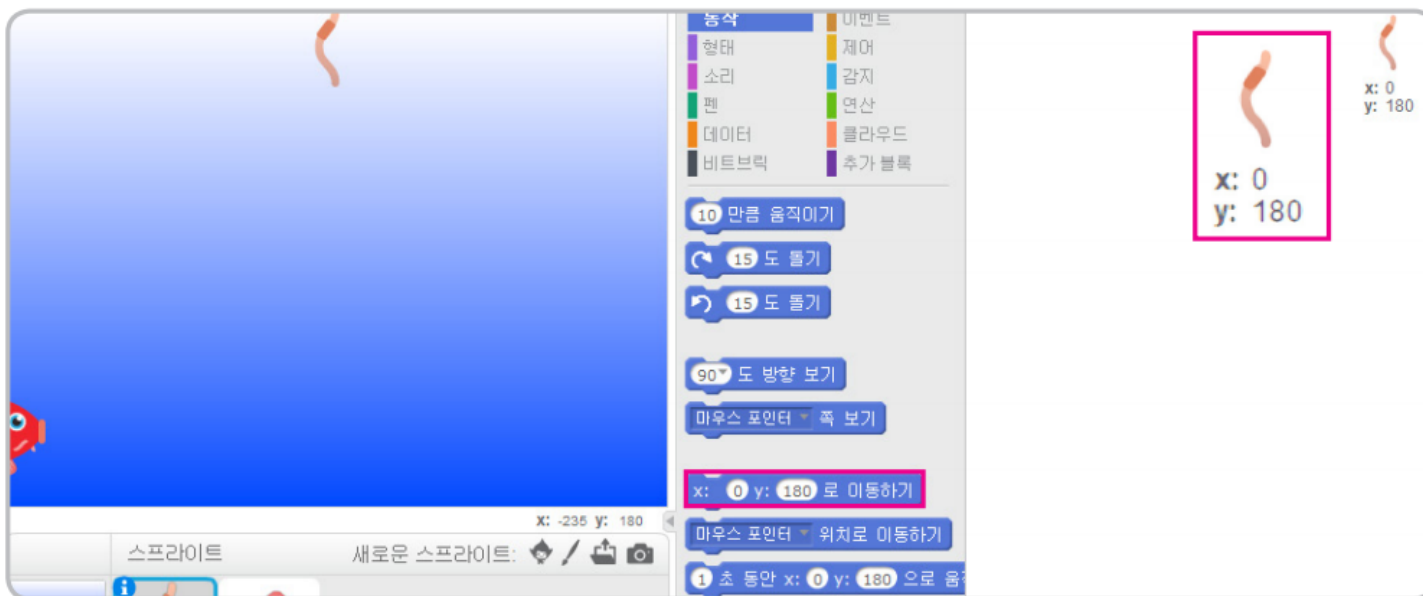 동작
이벤트
형태
제어
소리
감지
펜
연산
데이터
클라우드
비트브릭
추가 블록
10 만큼 움직이기
15 도 돌기
15 도 돌기
90 도 방향 보기
마우스 포인터 쪽 보기
x: 0 y: 180 로 이동하기
마우스 포인터 위치로 이동하기
1 초 동안 x: 0 y: 180 으로
x: 0
y: 180
x: 0
y: 180
X: -235 y: 180
스프라이트
새로운 스프라이트: